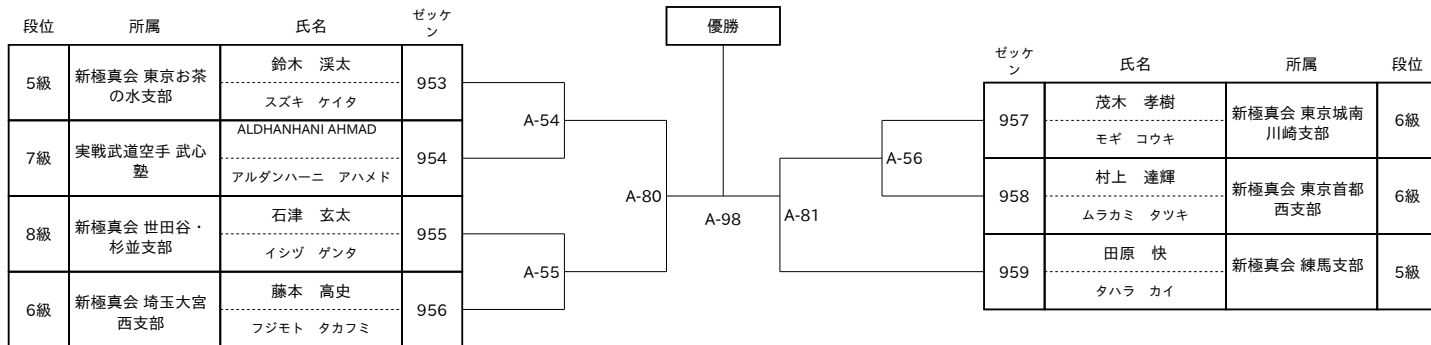 段位 所属 氏名 ゼッケ
ン
5級
新極真会 東京お茶
の水支部
鈴木　渓太
スズキ　ケイタ
953
7級
実戦武道空手 武心
塾
ALDHANHANI AHMAD
アルダンハーニ　アハメド
954
8級
新極真会 世田谷・
杉並支部
石津　玄太
イシヅ　ゲンタ
955
6級
新極真会 埼玉大宮
西支部
藤本　高史
フジモト　タカフミ
956
A-54
A-55
A-80
優勝
A-98
A-81
A-56
ゼッケ
ン
氏名 所属 段位
957
茂木　孝樹
モギ　コウキ
新極真会 東京城南
川崎支部
6級
958
村上　達輝
ムラカミ　タツキ
新極真会 東京首都
西支部
6級
959
田原　快
タハラ　カイ
新極真会 練馬支部
5級